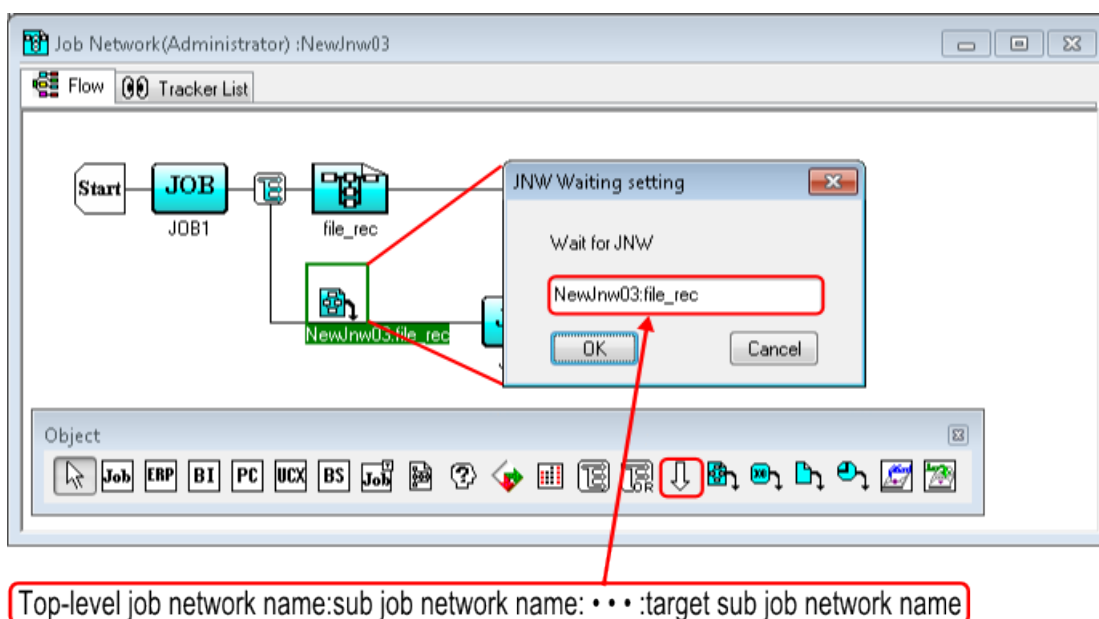 Job Network(Administrator) :NewJnw03
Flow
Tracker List
Start
JOB
JOB1
file_rec
NewJnw03:file_rec
JNW Waiting setting
Wait for JNW
NewJnw03:file_rec
OK
Cancel
Object
Job ERP BI PC UCX BS Job OR
Top-level job network name:sub job network name: • • • :target sub job network name